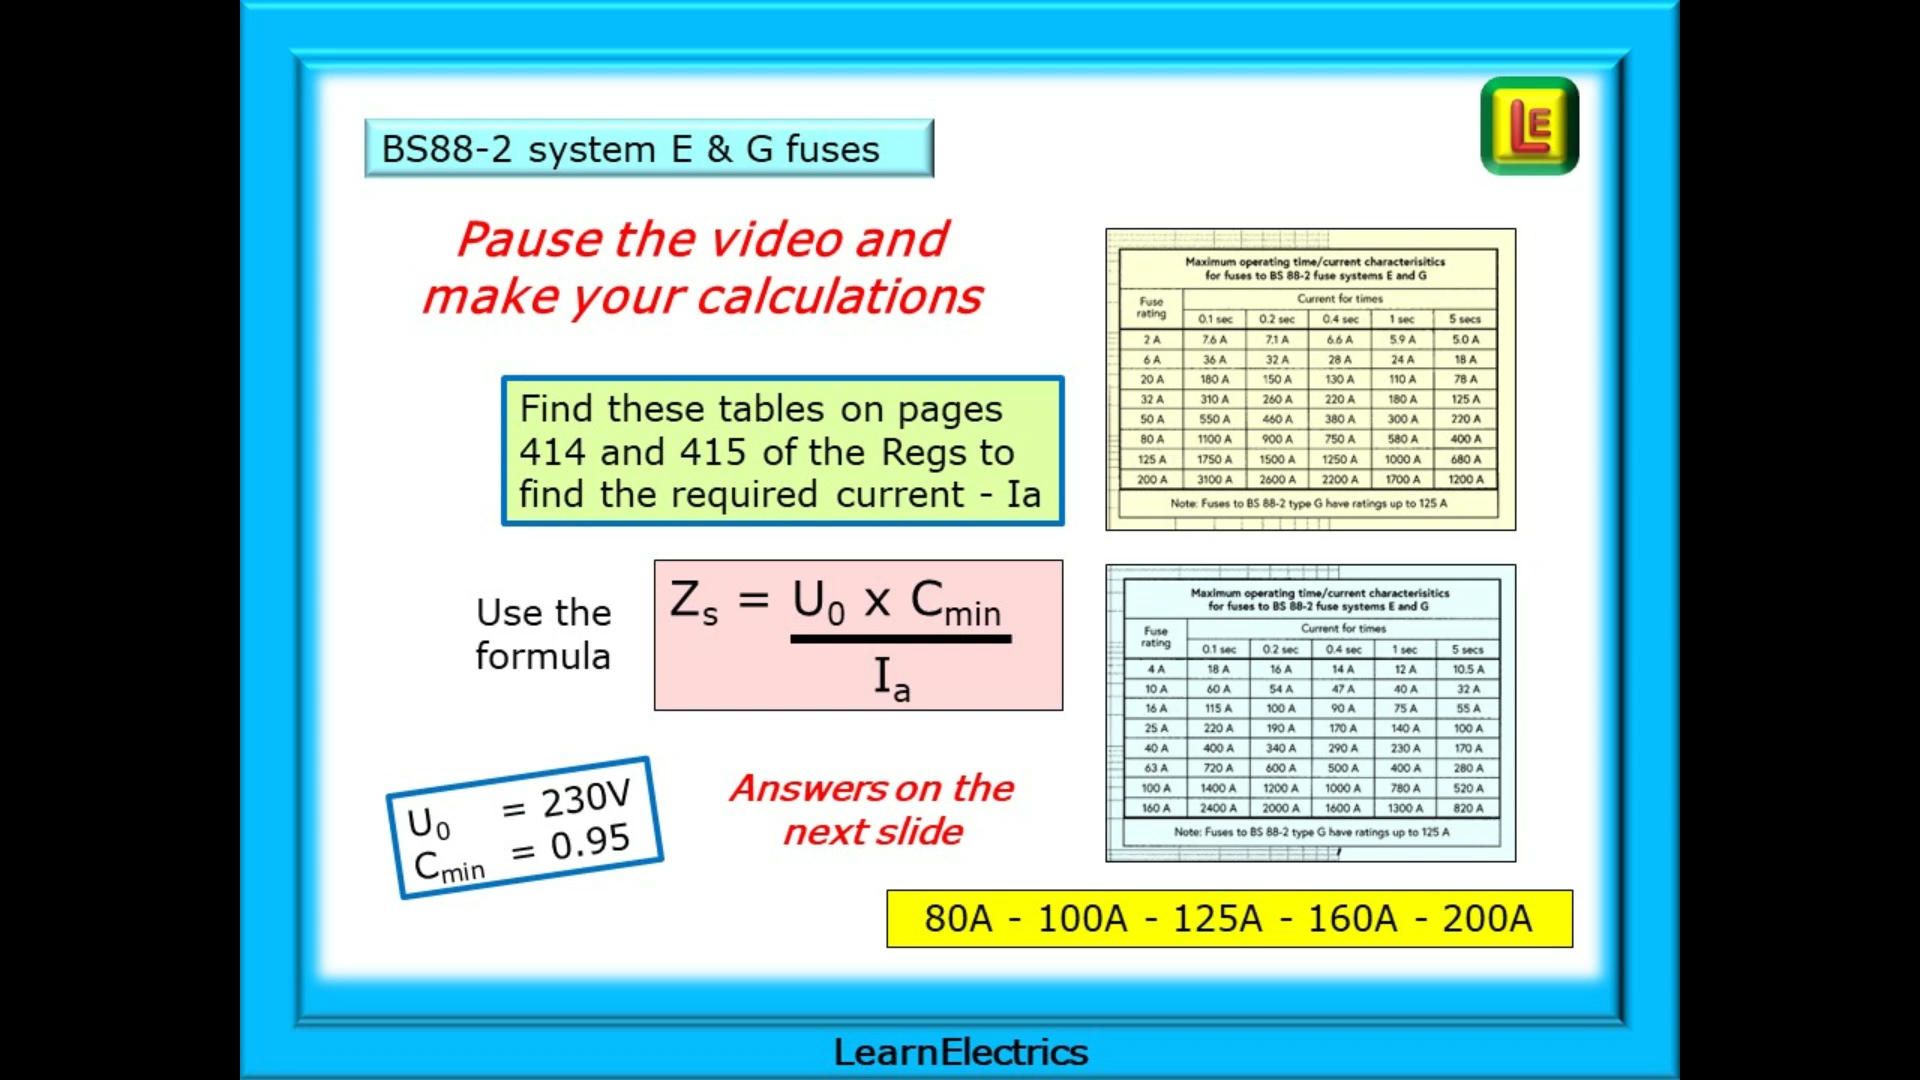 BS88-2 system E & G fuses
LE
Pause the video and
make your calculations
Find these tables on pages
414 and 415 of the Regs to
find the required current - Ia
Use the
formula
Zs = U0 x Cmin
Ia
U0 = 230V
Cmin = 0.95
Answers on the
next slide
Maximum operating time/current characterisitics
for fuses to BS 88-2 fuse systems E and G
Fuse
rating
Current for times
0.1 sec 0.2 sec 0.4 sec 1 sec 5 secs
2 A 7.6 A 7.1 A 6.6 A 5.9 A 5.0 A
6 A 36 A 32 A 28 A 24 A 18 A
20 A 180 A 150 A 130 A 110 A 78 A
32 A 310 A 260 A 220 A 180 A 125 A
50 A 550 A 460 A 380 A 300 A 220 A
80 A 1100 A 900 A 750 A 580 A 400 A
125 A 1750 A 1500 A 1250 A 1000 A 680 A
200 A 3100 A 2600 A 2200 A 1700 A 1200 A
Note: Fuses to BS 88-2 type G have ratings up to 125 A
Maximum operating time/current characterisitics
for fuses to BS 88-2 fuse systems E and G
Fuse
rating
Current for times
0.1 sec 0.2 sec 0.4 sec 1 sec 5 secs
4 A 18 A 16 A 14 A 12 A 10.5 A
10 A 60 A 54 A 47 A 40 A 32 A
16 A 115 A 100 A 90 A 75 A 55 A
25 A 220 A 190 A 170 A 140 A 100 A
40 A 400 A 340 A 290 A 230 A 170 A
63 A 720 A 600 A 500 A 400 A 280 A
100 A 1400 A 1200 A 1000 A 780 A 520 A
160 A 2400 A 2000 A 1600 A 1300 A 820 A
Note: Fuses to BS 88-2 type G have ratings up to 125 A
80A - 100A - 125A - 160A - 200A
LearnElectrics